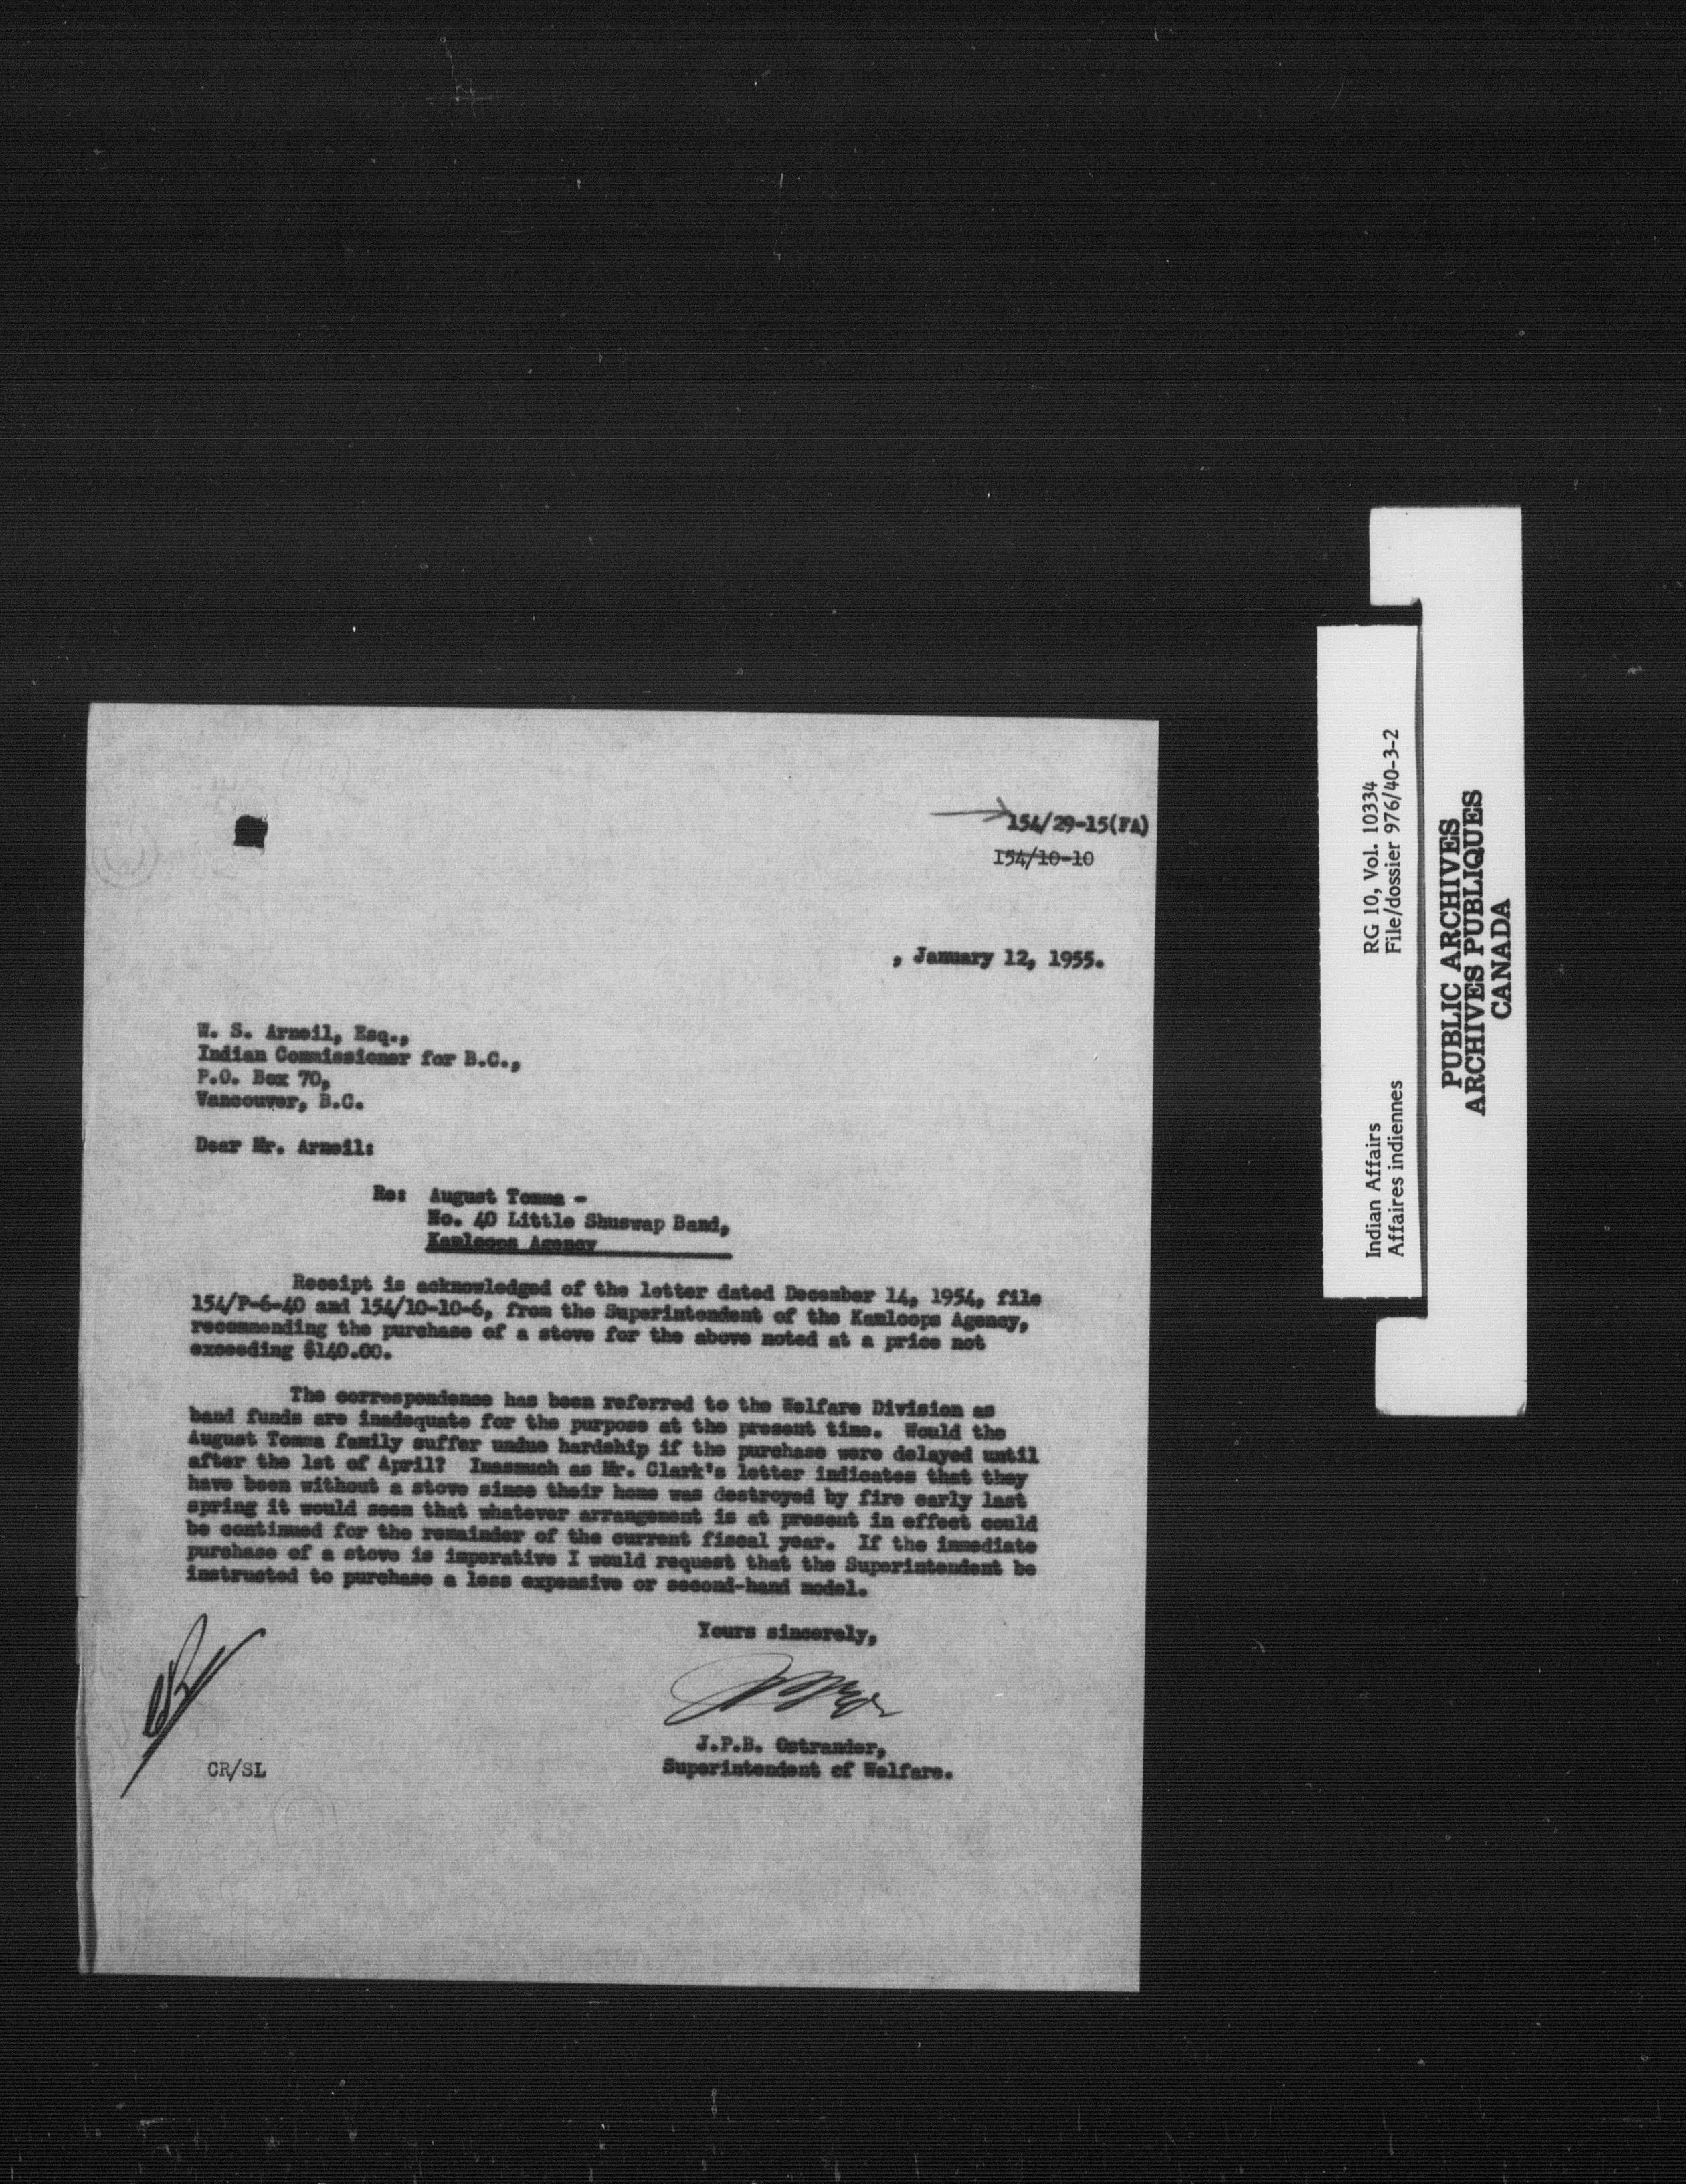 154/29-15(FA)
154/10-10
, January 12, 1955.
W. S. Arneil, Esq.,
Indian Commissioner for B.C.,
P.O. Box 70,
Vancouver, B.C.
Dear Mr. Arneil:
Re: August Tomma -
No. 40 Little Shuswap Band,
Kamloops Agency
Receipt is acknowledged of the letter dated December 14, 1954, file
154/P-6-40 and 154/10-10-6, from the Superintendent of the Kamloops Agency,
recommending the purchase of a stove for the above noted at a price not
exceeding $140.00.
The correspondence has been referred to the Welfare Division as
band funds are inadequate for the purpose at the present time. Would the
August Tomma family suffer undue hardship if the purchase were delayed until
after the 1st of April? Inasmuch as Mr. Clark's letter indicates that they
have been without a stove since their home was destroyed by fire early last
spring it would seem that whatever arrangement is at present in effect could
be continued for the remainder of the current fiscal year. If the immediate
purchase of a stove is imperative I would request that the Superintendent be
instructed to purchase a less expensive or second-hand model.
Yours sincerely,
J.P.B. Ostrander,
Superintendent of Welfare.
CR/SL
Indian Affairs RG 10, Vol. 10334
Affaires indiennes File/dossier 976/40-3-2
PUBLIC ARCHIVES
ARCHIVES PUBLIQUES
CANADA